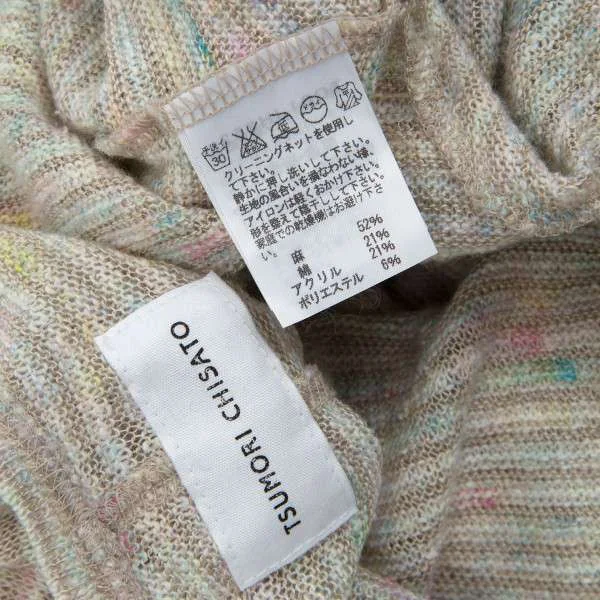 30
クリーニングネットを使用し
て下さい。
静かに押し洗いして下さい。
生地の風合いを損なわない様、
アイロンは軽くおかけ下さい。
形を整えて陰干しして下さい。
家庭での乾燥機はお避け下さ
い。
麻 52%
綿 21%
アクリル 21%
ポリエステル 6%
TSUMORI CHISATO